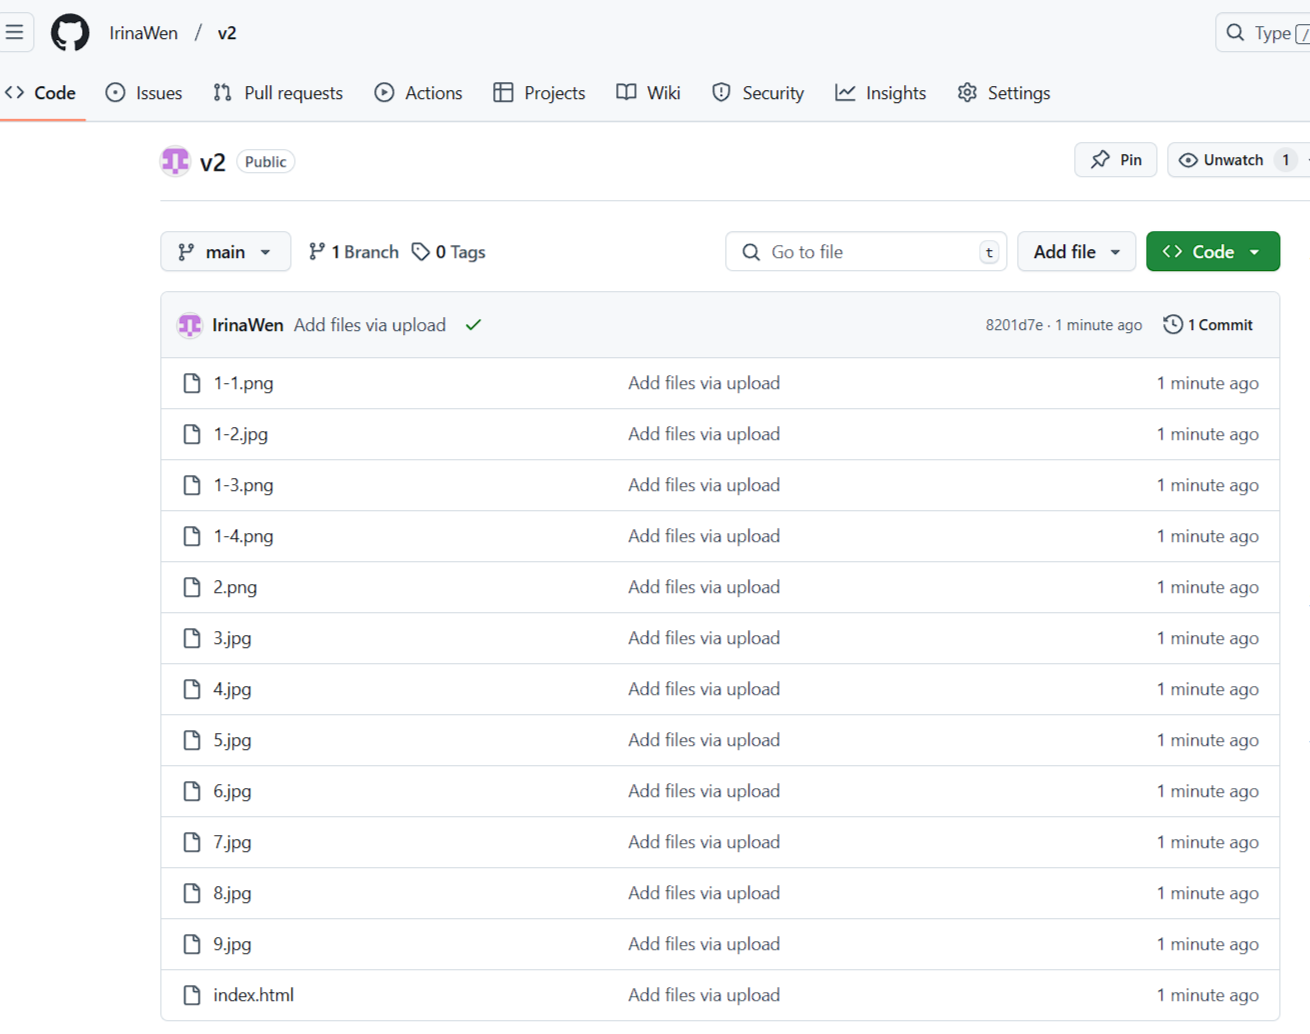 IrinaWen / v2
Type /
Code Issues Pull requests Actions Projects Wiki Security Insights Settings
v2 Public
Pin Unwatch 1
main 1 Branch 0 Tags Go to file t Add file Code
IrinaWen Add files via upload 8201d7e · 1 minute ago 1 Commit
1-1.png Add files via upload 1 minute ago
1-2.jpg Add files via upload 1 minute ago
1-3.png Add files via upload 1 minute ago
1-4.png Add files via upload 1 minute ago
2.png Add files via upload 1 minute ago
3.jpg Add files via upload 1 minute ago
4.jpg Add files via upload 1 minute ago
5.jpg Add files via upload 1 minute ago
6.jpg Add files via upload 1 minute ago
7.jpg Add files via upload 1 minute ago
8.jpg Add files via upload 1 minute ago
9.jpg Add files via upload 1 minute ago
index.html Add files via upload 1 minute ago